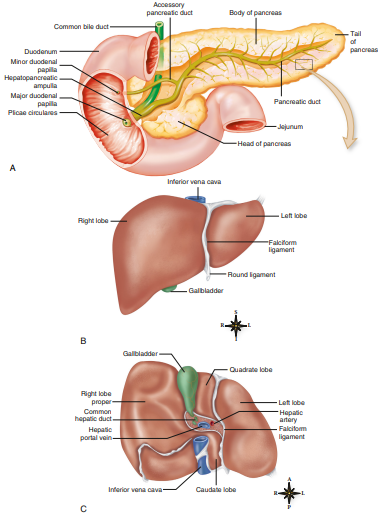 Accessory
pancreatic duct
Body of pancreas
Common bile duct
Tail
of
pancreas
Duodenum
Minor duodenal
papilla
Hepatopancreatic
ampulla
Major duodenal
papilla
Plicae circulares
Pancreatic duct
Jejunum
Head of pancreas
A
Inferior vena cava
Right lobe
Left lobe
Falciform
ligament
Round ligament
Gallbladder
S
R L
I
B
Gallbladder
Quadrate lobe
Right lobe
proper
Common
hepatic duct
Hepatic
portal vein
Left lobe
Hepatic
artery
Falciform
ligament
Inferior vena cava
Caudate lobe
A
R L
P
C